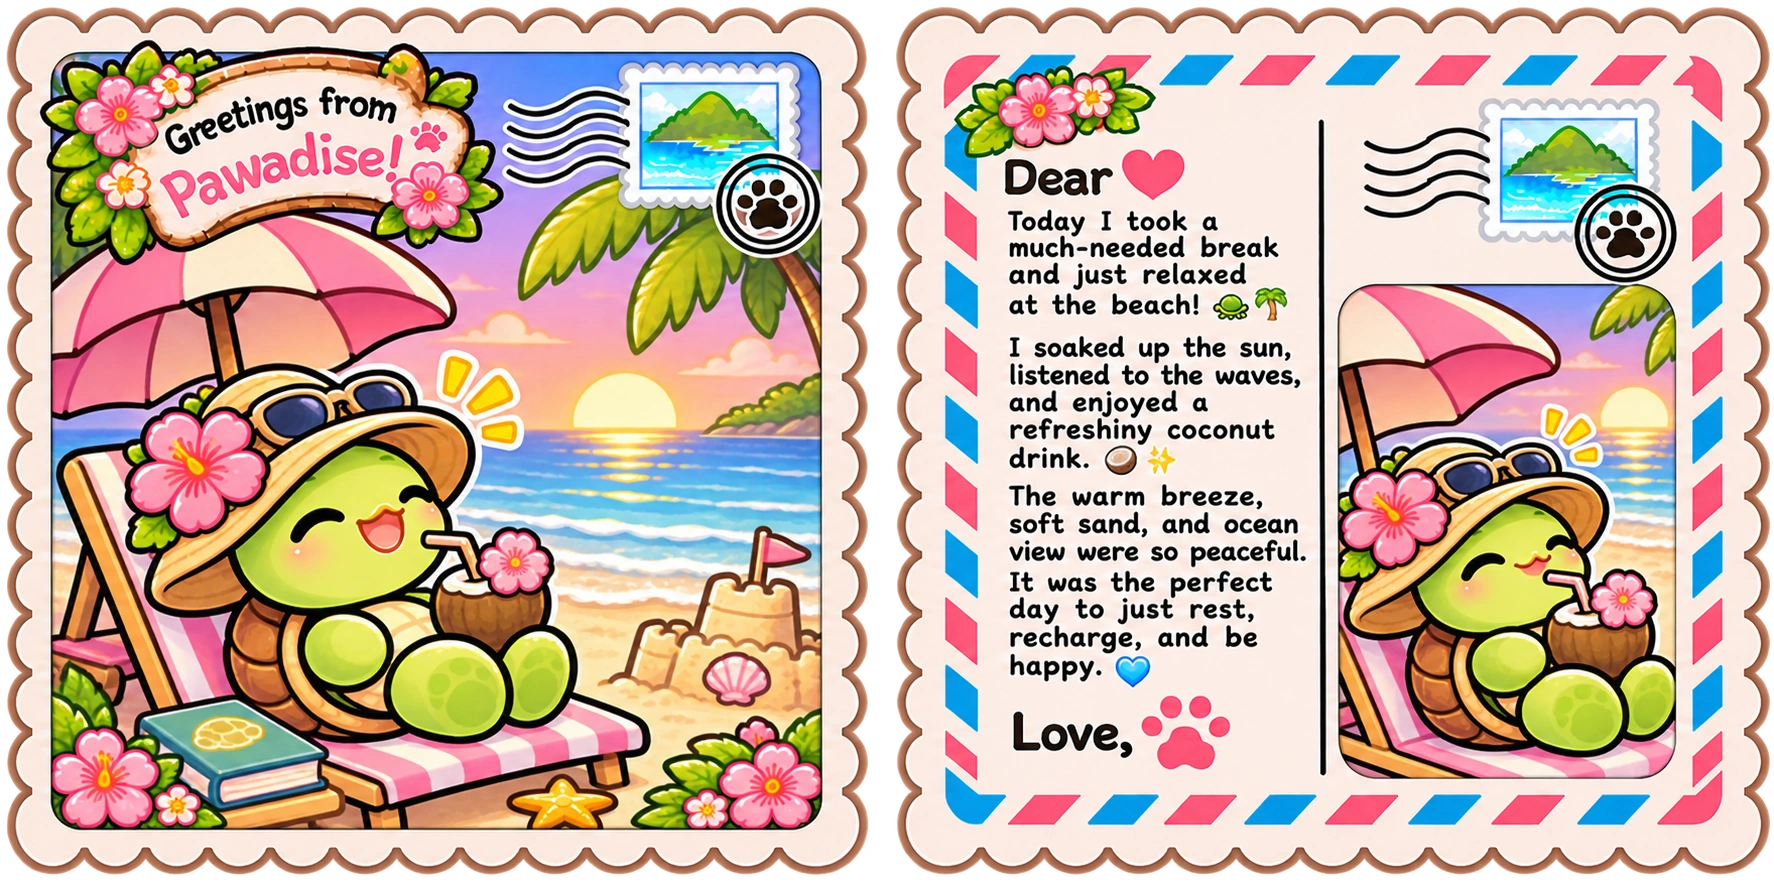 Greetings from
Pawadise!
Dear
Today I took a
much-needed break
and just relaxed
at the beach! 🐢🌴
I soaked up the sun,
listened to the waves,
and enjoyed a
refreshiny coconut
drink. 🥥✨
The warm breeze,
soft sand, and ocean
view were so peaceful.
It was the perfect
day to just rest,
recharge, and be
happy. 💙
Love,